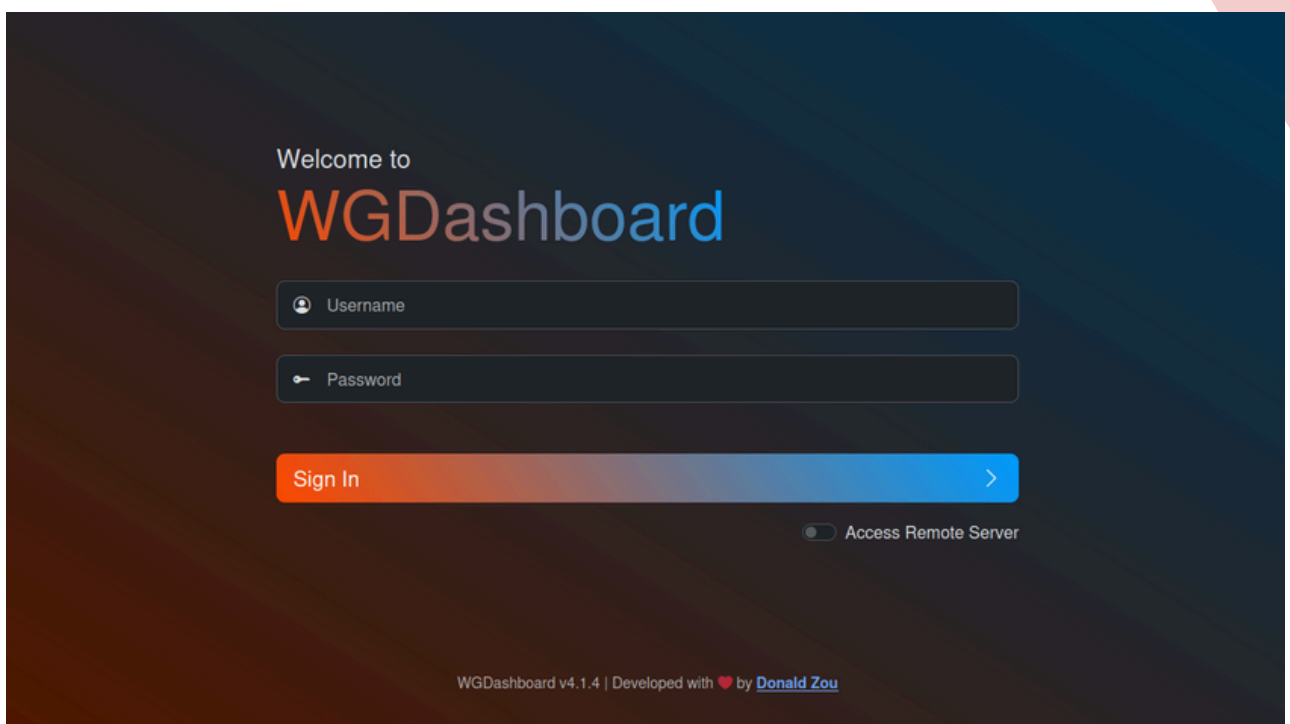 Welcome to
WGDashboard
Username
Password
Sign In
Access Remote Server
WGDashboard v4.1.4 | Developed with ❤️ by Donald Zou